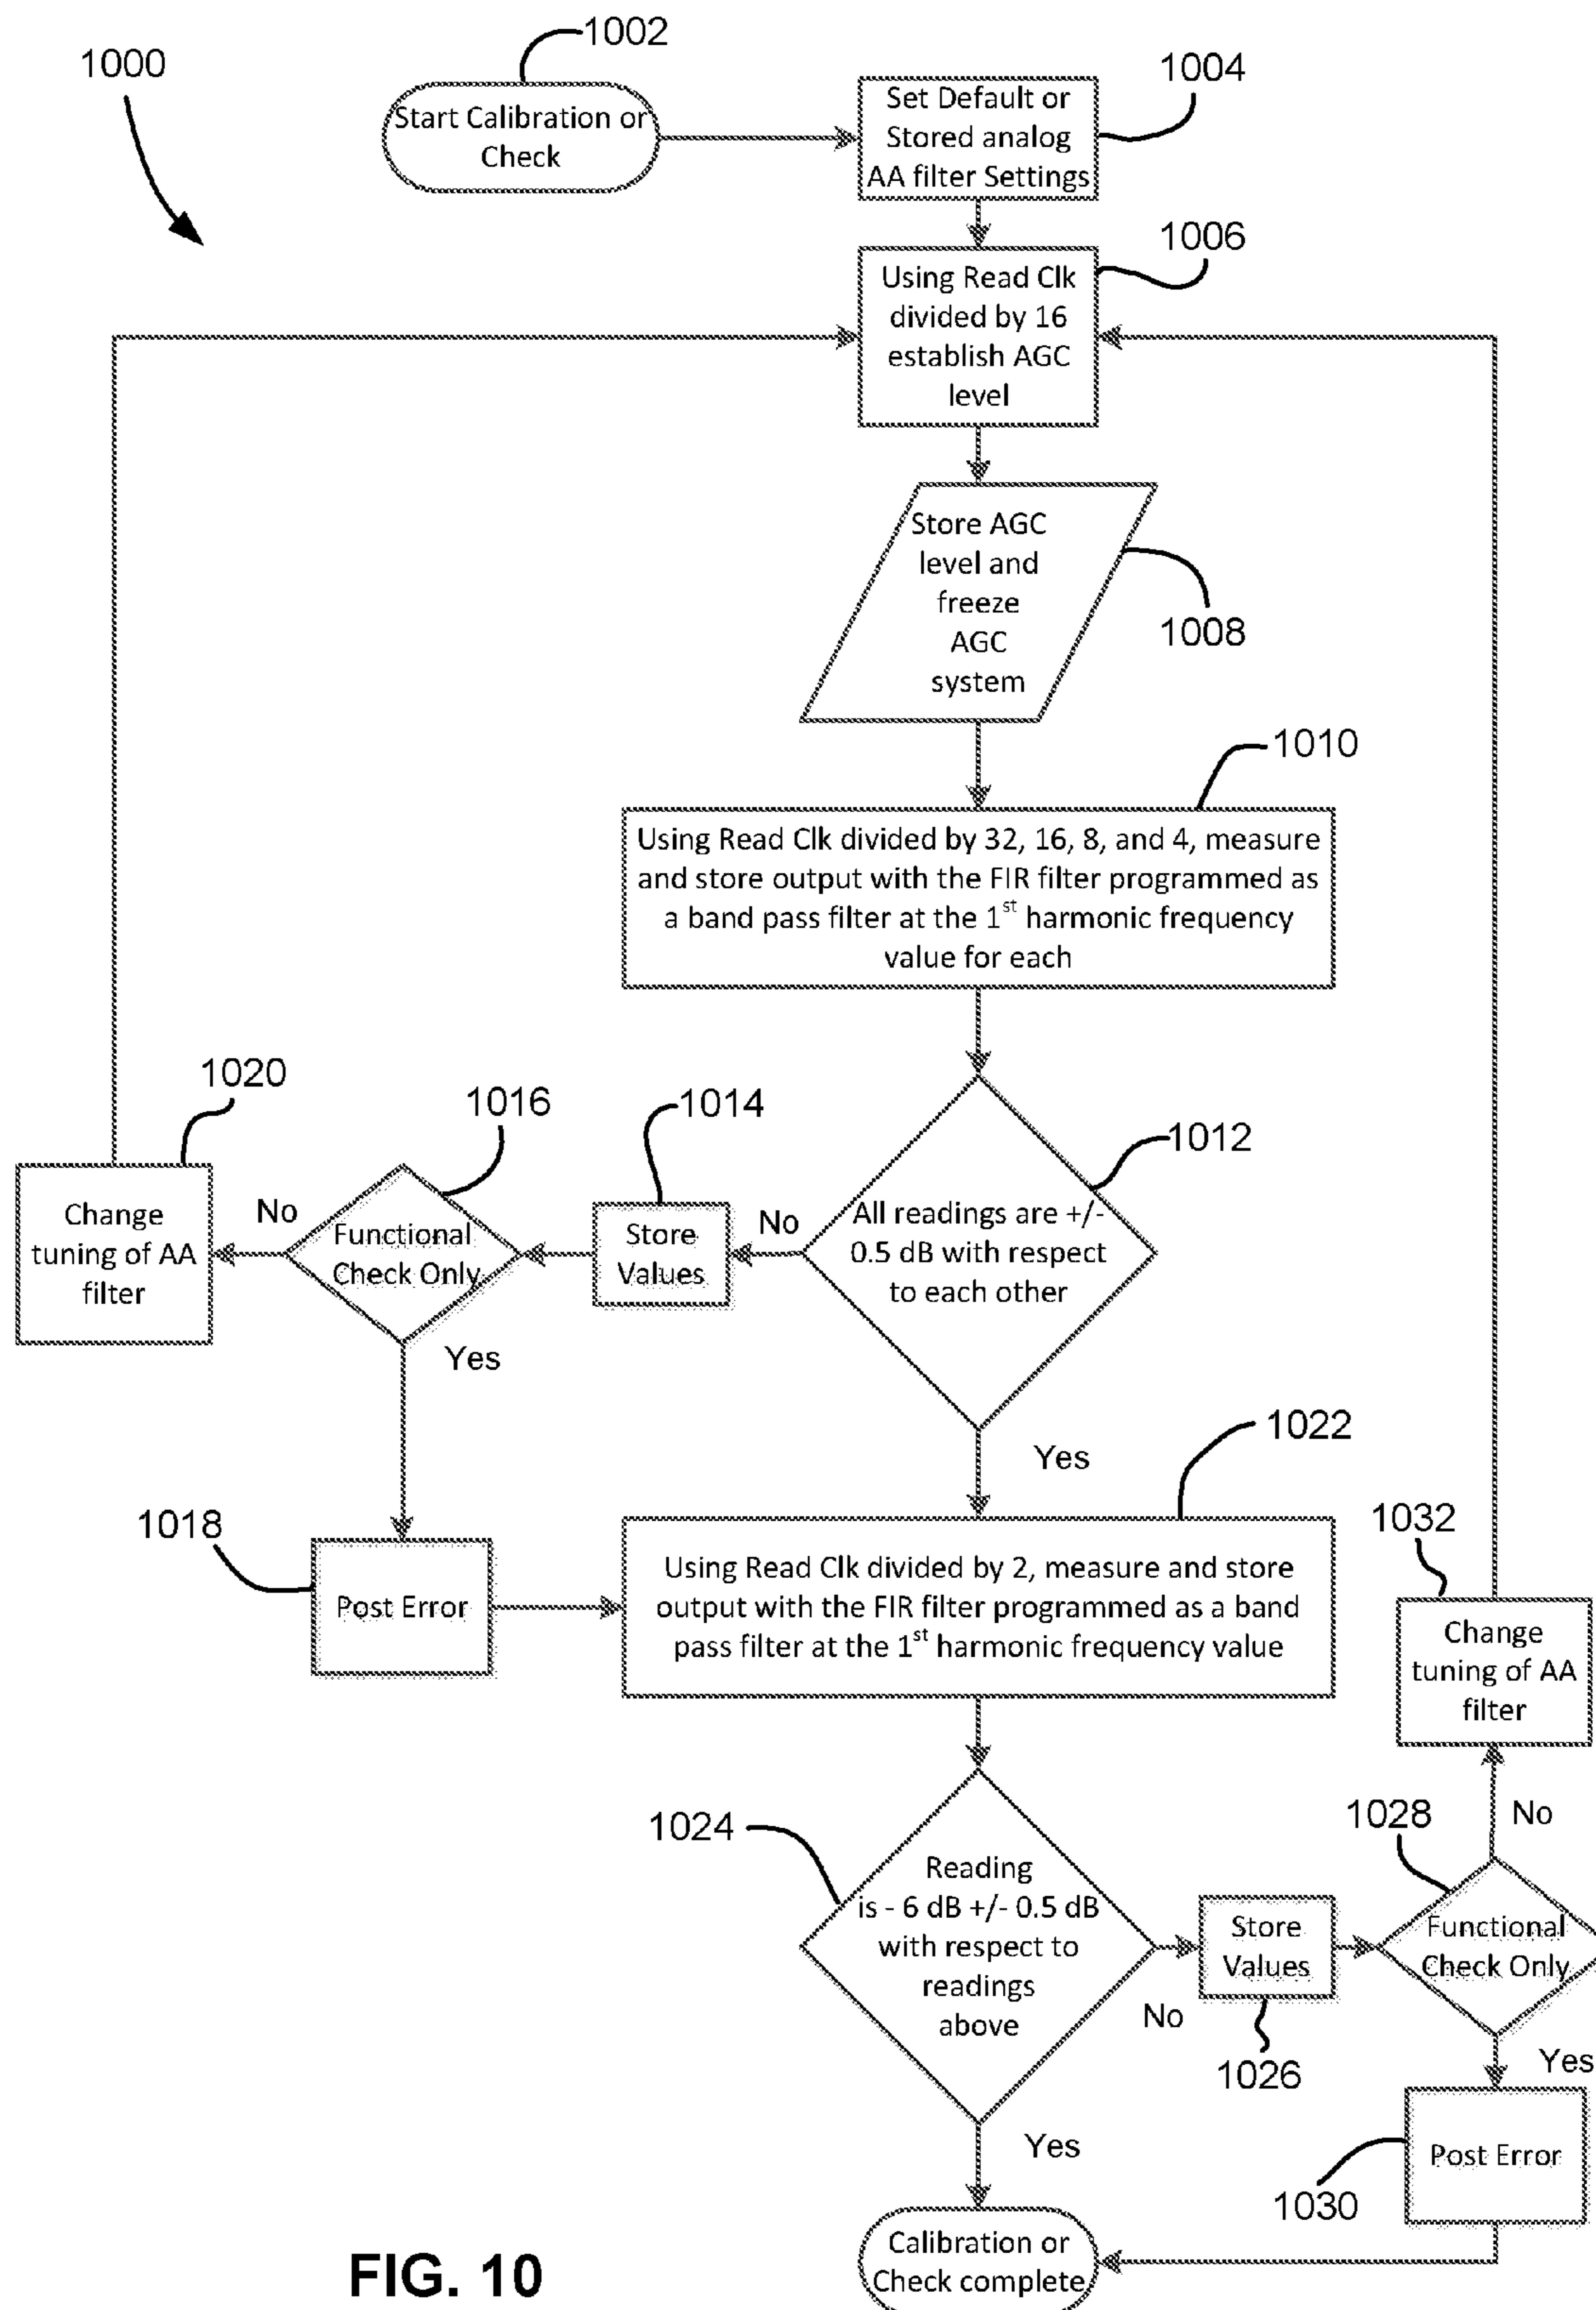 1000
1002
Start Calibration or
Check
1004
Set Default or
Stored analog
AA filter Settings
1006
Using Read Clk
divided by 16
establish AGC
level
Store AGC
level and
freeze
AGC
system
1008
1010
Using Read Clk divided by 32, 16, 8, and 4, measure
and store output with the FIR filter programmed as
a band pass filter at the 1st harmonic frequency
value for each
1012
All readings are +/-
0.5 dB with respect
to each other
No
1014
Store
Values
1016
Functional
Check Only
No
1020
Change
tuning of AA
filter
Yes
1018
Post Error
Yes
1022
Using Read Clk divided by 2, measure and store
output with the FIR filter programmed as a band
pass filter at the 1st harmonic frequency value
1024
Reading
is - 6 dB +/- 0.5 dB
with respect to
readings
above
No
Store
Values
1026
1028
Functional
Check Only
No
1032
Change
tuning of AA
filter
Yes
Post Error
1030
Yes
Calibration or
Check complete
FIG. 10